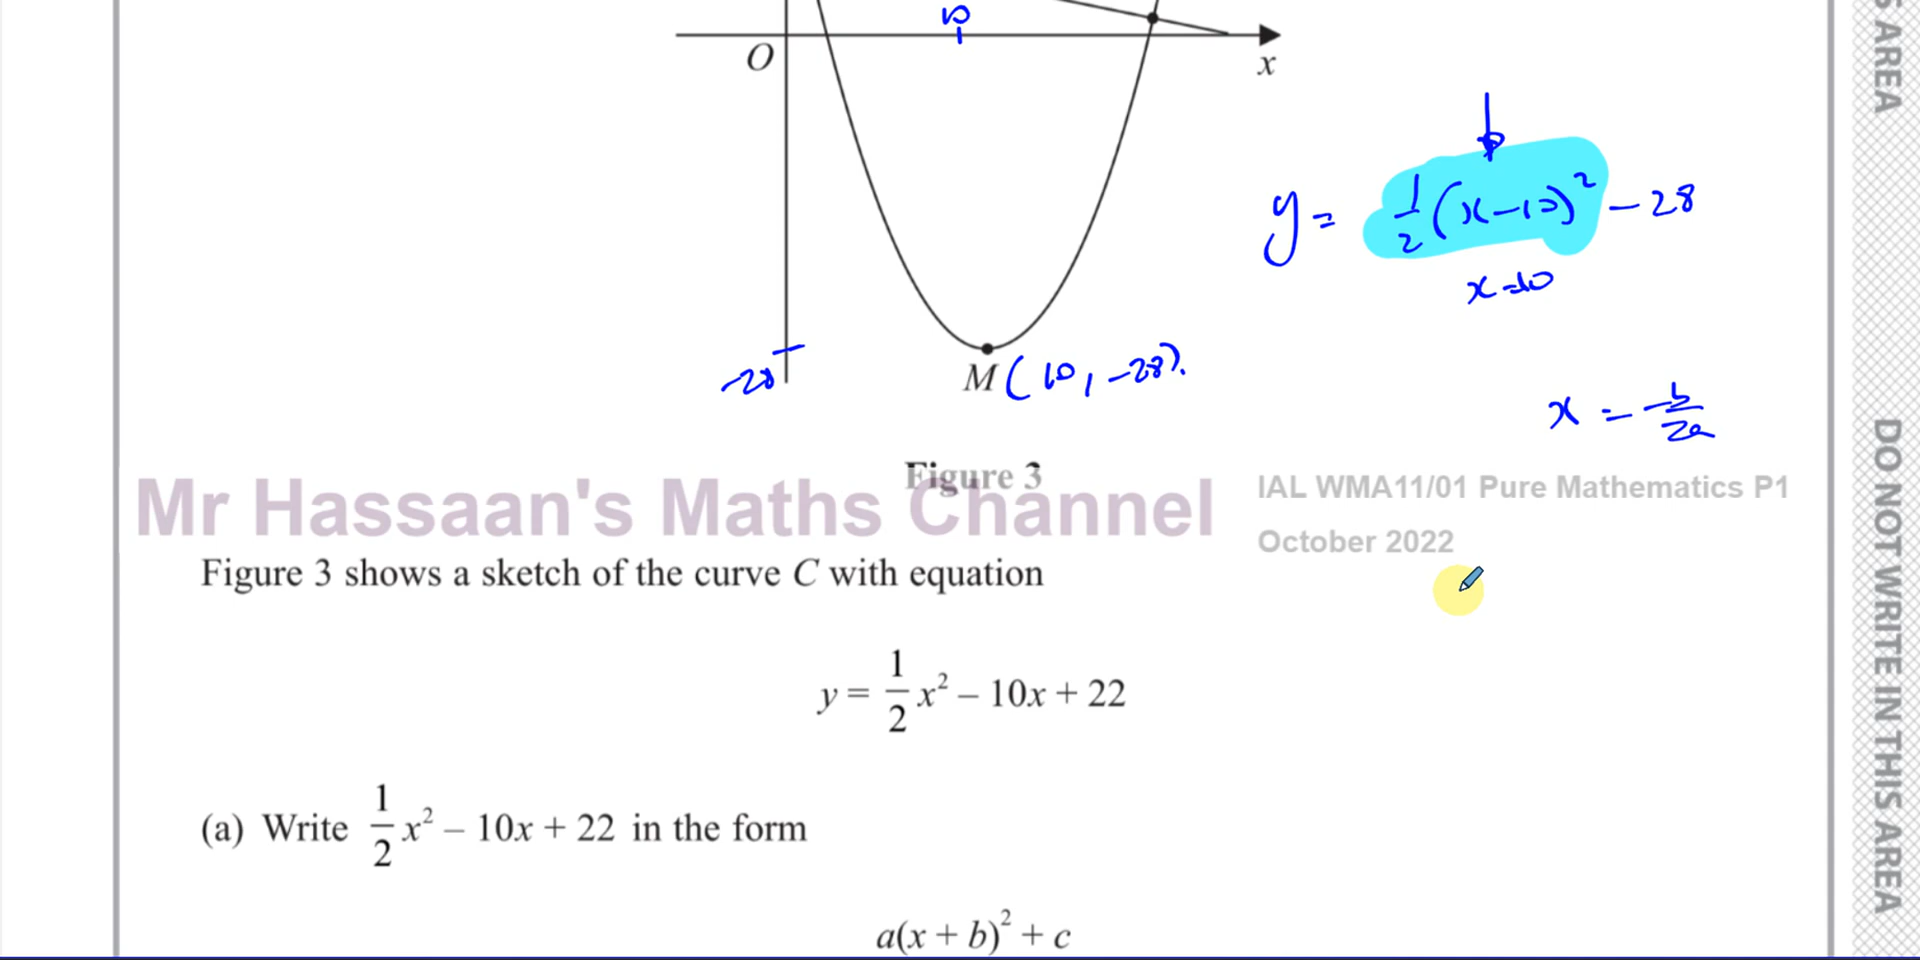 10
O
x
y = 1/2 (x-10)² - 28
x=10
-28
M (10, -28).
x = -b/2a
Figure 3
Mr Hassaan's Maths Channel
IAL WMA11/01 Pure Mathematics P1
October 2022
Figure 3 shows a sketch of the curve C with equation
y = 1/2 x² – 10x + 22
(a) Write 1/2 x² – 10x + 22 in the form
a(x + b)² + c
S AREA
DO NOT WRITE IN THIS AREA